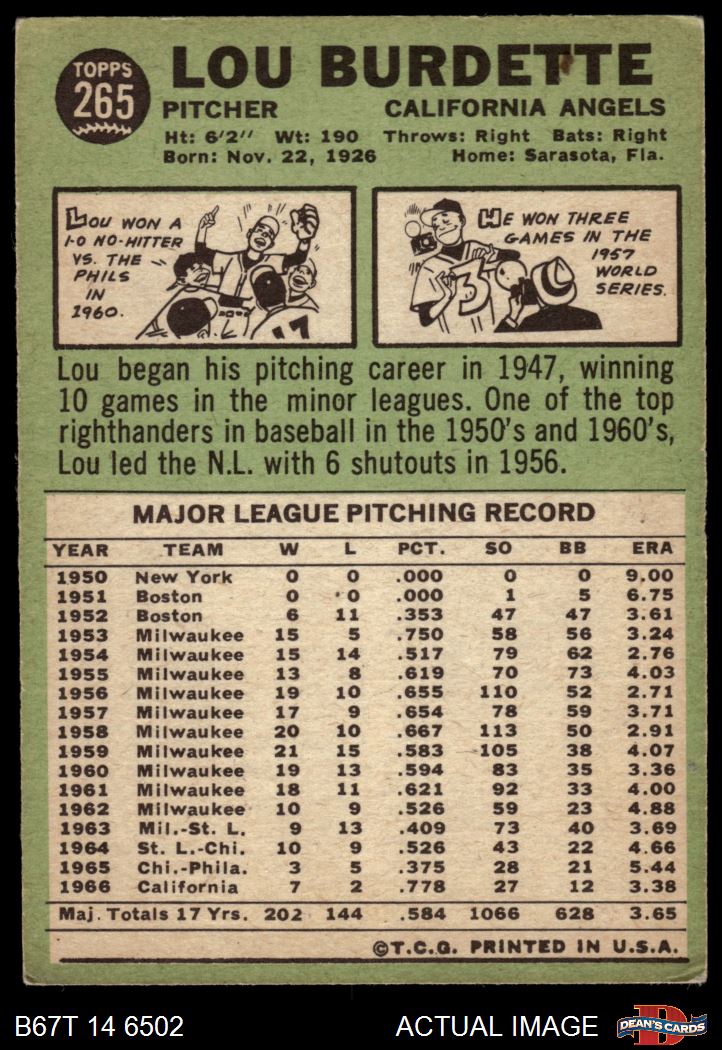 TOPPS
265
LOU BURDETTE
PITCHER CALIFORNIA ANGELS
Ht: 6'2" Wt: 190 Throws: Right Bats: Right
Born: Nov. 22, 1926 Home: Sarasota, Fla.
LOU WON A
1-0 NO-HITTER
VS. THE
PHILS
IN
1960.
17
HE WON THREE
GAMES IN THE
1957
WORLD
SERIES.
3
Lou began his pitching career in 1947, winning
10 games in the minor leagues. One of the top
righthanders in baseball in the 1950's and 1960's,
Lou led the N.L. with 6 shutouts in 1956.
MAJOR LEAGUE PITCHING RECORD
YEAR TEAM W L PCT. SO BB ERA
1950 New York 0 0 .000 0 0 9.00
1951 Boston 0 0 .000 1 5 6.75
1952 Boston 6 11 .353 47 47 3.61
1953 Milwaukee 15 5 .750 58 56 3.24
1954 Milwaukee 15 14 .517 79 62 2.76
1955 Milwaukee 13 8 .619 70 73 4.03
1956 Milwaukee 19 10 .655 110 52 2.71
1957 Milwaukee 17 9 .654 78 59 3.71
1958 Milwaukee 20 10 .667 113 50 2.91
1959 Milwaukee 21 15 .583 105 38 4.07
1960 Milwaukee 19 13 .594 83 35 3.36
1961 Milwaukee 18 11 .621 92 33 4.00
1962 Milwaukee 10 9 .526 59 23 4.88
1963 Mil.-St. L. 9 13 .409 73 40 3.69
1964 St. L.-Chi. 10 9 .526 43 22 4.66
1965 Chi.-Phila. 3 5 .375 28 21 5.44
1966 California 7 2 .778 27 12 3.38
Maj. Totals 17 Yrs. 202 144 .584 1066 628 3.65
©T.C.G. PRINTED IN U.S.A.
B67T 14 6502 ACTUAL IMAGE
D
DEAN'S CARDS